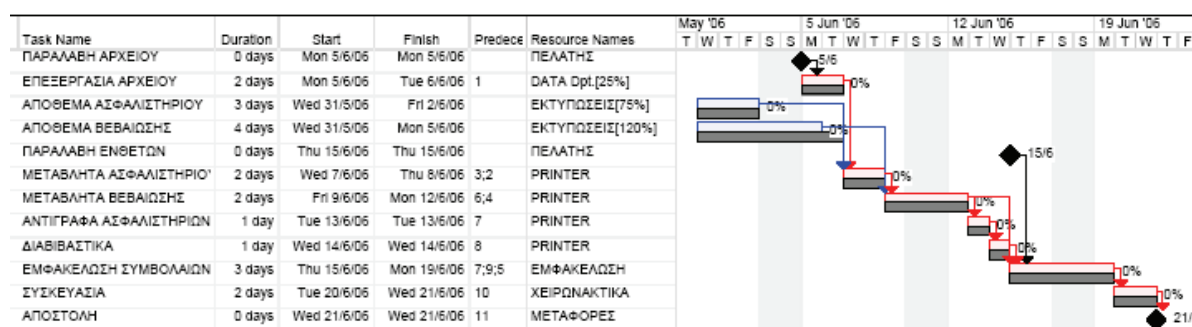 May '06 5 Jun '06 12 Jun '06 19 Jun '06
Task Name Duration Start Finish Predece Resource Names T W T F S S M T W T F S S M T W T F S S M T W T F
ΠΑΡΑΛΑΒΗ ΑΡΧΕΙΟΥ 0 days Mon 5/6/06 Mon 5/6/06 ΠΕΛΑΤΗΣ 5/6
ΕΠΕΞΕΡΓΑΣΙΑ ΑΡΧΕΙΟΥ 2 days Mon 5/6/06 Tue 6/6/06 1 DATA Dpt.[25%] 0%
ΑΠΟΘΕΜΑ ΑΣΦΑΛΙΣΤΗΡΙΟΥ 3 days Wed 31/5/06 Fri 2/6/06 ΕΚΤΥΠΩΣΕΙΣ[75%] 0%
ΑΠΟΘΕΜΑ ΒΕΒΑΙΩΣΗΣ 4 days Wed 31/5/06 Mon 5/6/06 ΕΚΤΥΠΩΣΕΙΣ[120%] 0%
ΠΑΡΑΛΑΒΗ ΕΝΘΕΤΩΝ 0 days Thu 15/6/06 Thu 15/6/06 ΠΕΛΑΤΗΣ 15/6
ΜΕΤΑΒΛΗΤΑ ΑΣΦΑΛΙΣΤΗΡΙΟ 2 days Wed 7/6/06 Thu 8/6/06 3;2 PRINTER 0%
ΜΕΤΑΒΛΗΤΑ ΒΕΒΑΙΩΣΗΣ 2 days Fri 9/6/06 Mon 12/6/06 6;4 PRINTER 0%
ΑΝΤΙΓΡΑΦΑ ΑΣΦΑΛΙΣΤΗΡΙΩΝ 1 day Tue 13/6/06 Tue 13/6/06 7 PRINTER 0%
ΔΙΑΒΙΒΑΣΤΙΚΑ 1 day Wed 14/6/06 Wed 14/6/06 8 PRINTER 0%
ΕΜΦΑΚΕΛΩΣΗ ΣΥΜΒΟΛΑΙΩΝ 3 days Thu 15/6/06 Mon 19/6/06 7;9;5 ΕΜΦΑΚΕΛΩΣΗ 0%
ΣΥΣΚΕΥΑΣΙΑ 2 days Tue 20/6/06 Wed 21/6/06 10 ΧΕΙΡΩΝΑΚΤΙΚΑ 0%
ΑΠΟΣΤΟΛΗ 0 days Wed 21/6/06 Wed 21/6/06 11 ΜΕΤΑΦΟΡΕΣ 21/